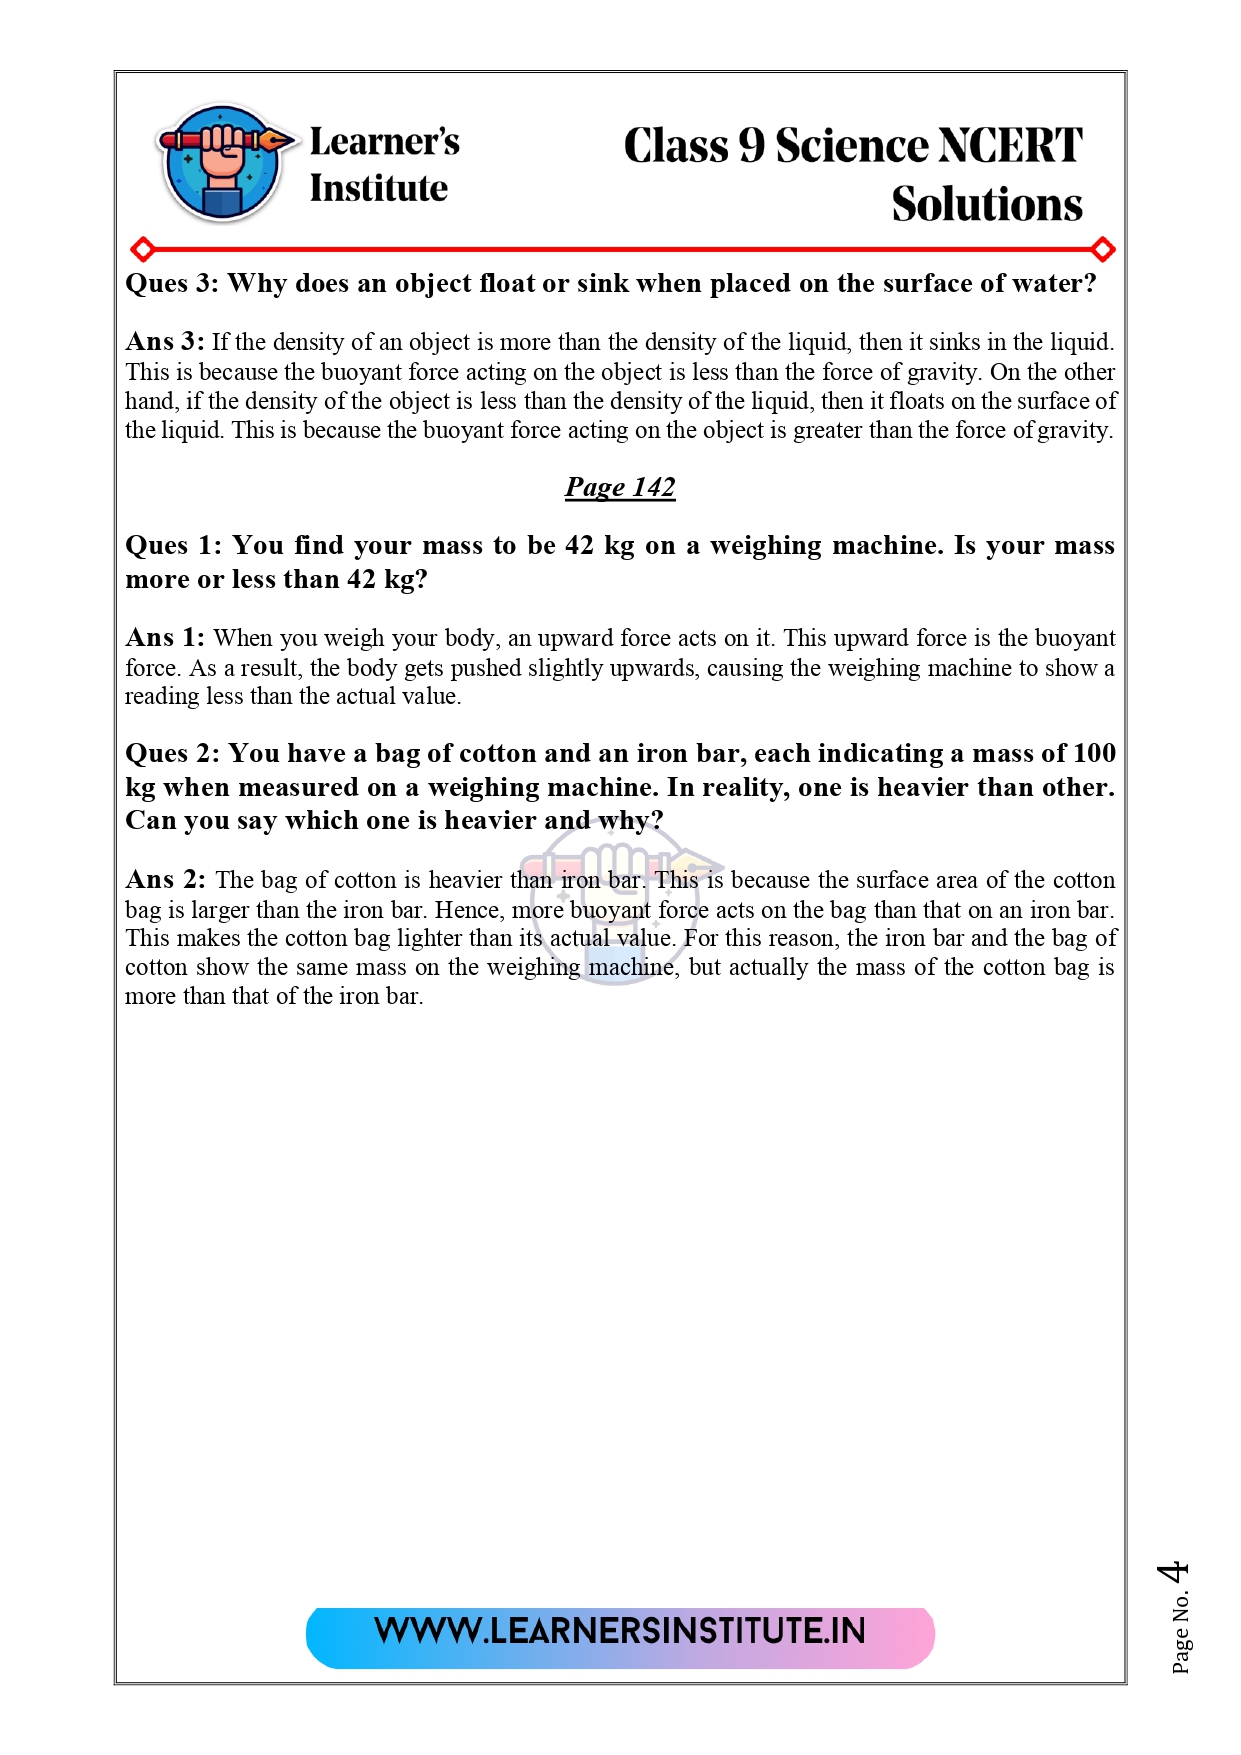 Learner's
Institute
Class 9 Science NCERT
Solutions
Ques 3: Why does an object float or sink when placed on the surface of water?
Ans 3: If the density of an object is more than the density of the liquid, then it sinks in the liquid.
This is because the buoyant force acting on the object is less than the force of gravity. On the other
hand, if the density of the object is less than the density of the liquid, then it floats on the surface of
the liquid. This is because the buoyant force acting on the object is greater than the force of gravity.
Page 142
Ques 1: You find your mass to be 42 kg on a weighing machine. Is your mass
more or less than 42 kg?
Ans 1: When you weigh your body, an upward force acts on it. This upward force is the buoyant
force. As a result, the body gets pushed slightly upwards, causing the weighing machine to show a
reading less than the actual value.
Ques 2: You have a bag of cotton and an iron bar, each indicating a mass of 100
kg when measured on a weighing machine. In reality, one is heavier than other.
Can you say which one is heavier and why?
Ans 2: The bag of cotton is heavier than iron bar. This is because the surface area of the cotton
bag is larger than the iron bar. Hence, more buoyant force acts on the bag than that on an iron bar.
This makes the cotton bag lighter than its actual value. For this reason, the iron bar and the bag of
cotton show the same mass on the weighing machine, but actually the mass of the cotton bag is
more than that of the iron bar.
WWW.LEARNERSINSTITUTE.IN
Page No. 4